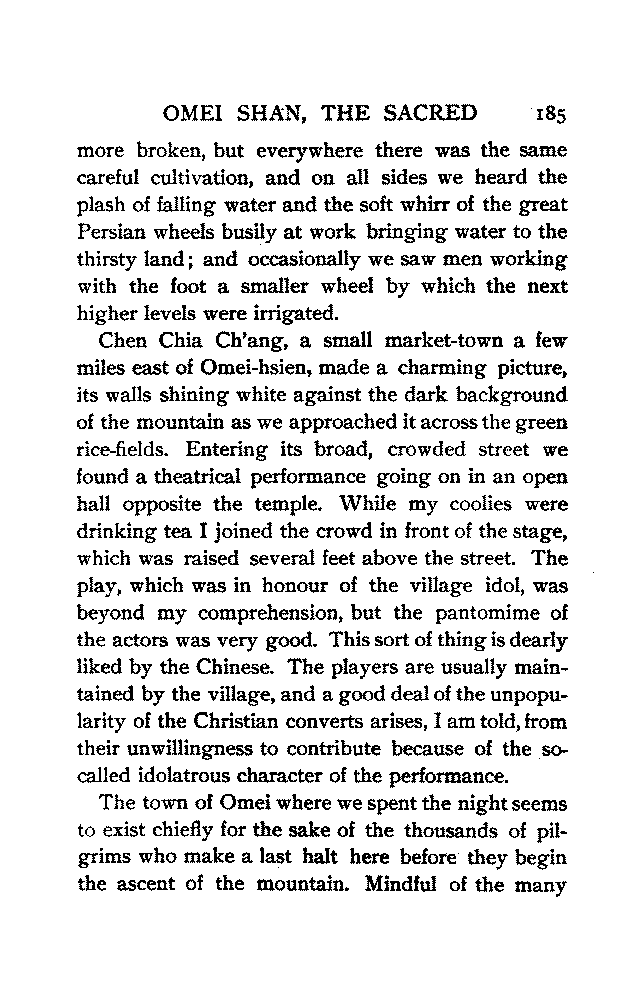 OMEI SHAN, THE SACRED 185
more broken, but everywhere there was the same
careful cultivation, and on all sides we heard the
plash of falling water and the soft whirr of the great
Persian wheels busily at work bringing water to the
thirsty land; and occasionally we saw men working
with the foot a smaller wheel by which the next
higher levels were irrigated.
Chen Chia Ch'ang, a small market-town a few
miles east of Omei-hsien, made a charming picture,
its walls shining white against the dark background
of the mountain as we approached it across the green
rice-fields. Entering its broad, crowded street we
found a theatrical performance going on in an open
hall opposite the temple. While my coolies were
drinking tea I joined the crowd in front of the stage,
which was raised several feet above the street. The
play, which was in honour of the village idol, was
beyond my comprehension, but the pantomime of
the actors was very good. This sort of thing is dearly
liked by the Chinese. The players are usually main-
tained by the village, and a good deal of the unpopu-
larity of the Christian converts arises, I am told, from
their unwillingness to contribute because of the so-
called idolatrous character of the performance.
The town of Omei where we spent the night seems
to exist chiefly for the sake of the thousands of pil-
grims who make a last halt here before they begin
the ascent of the mountain. Mindful of the many